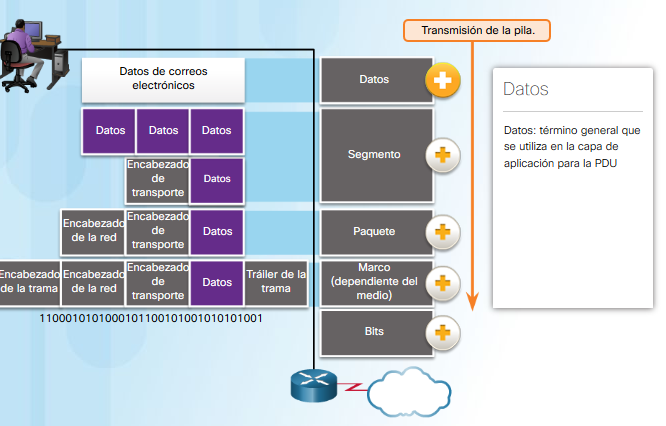 Transmisión de la pila.
Datos de correos
electrónicos
Datos
Datos
Datos: término general que
se utiliza en la capa de
aplicación para la PDU
Datos Datos Datos
Segmento
Encabezado
de
transporte
Datos
Encabezado
de la red
Encabezado
de
transporte
Datos
Paquete
Encabezado
de la trama
Encabezado
de la red
Encabezado
de
transporte
Datos
Tráiler de la
trama
Marco
(dependiente del
medio)
1100010101000101100101001010101001
Bits